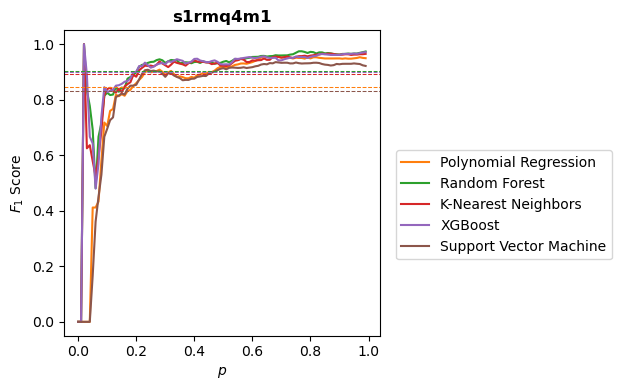 s1rmq4m1
1.0
0.8
0.6
0.4
0.2
0.0
F1 Score
0.0 0.2 0.4 0.6 0.8 1.0
p
Polynomial Regression
Random Forest
K-Nearest Neighbors
XGBoost
Support Vector Machine